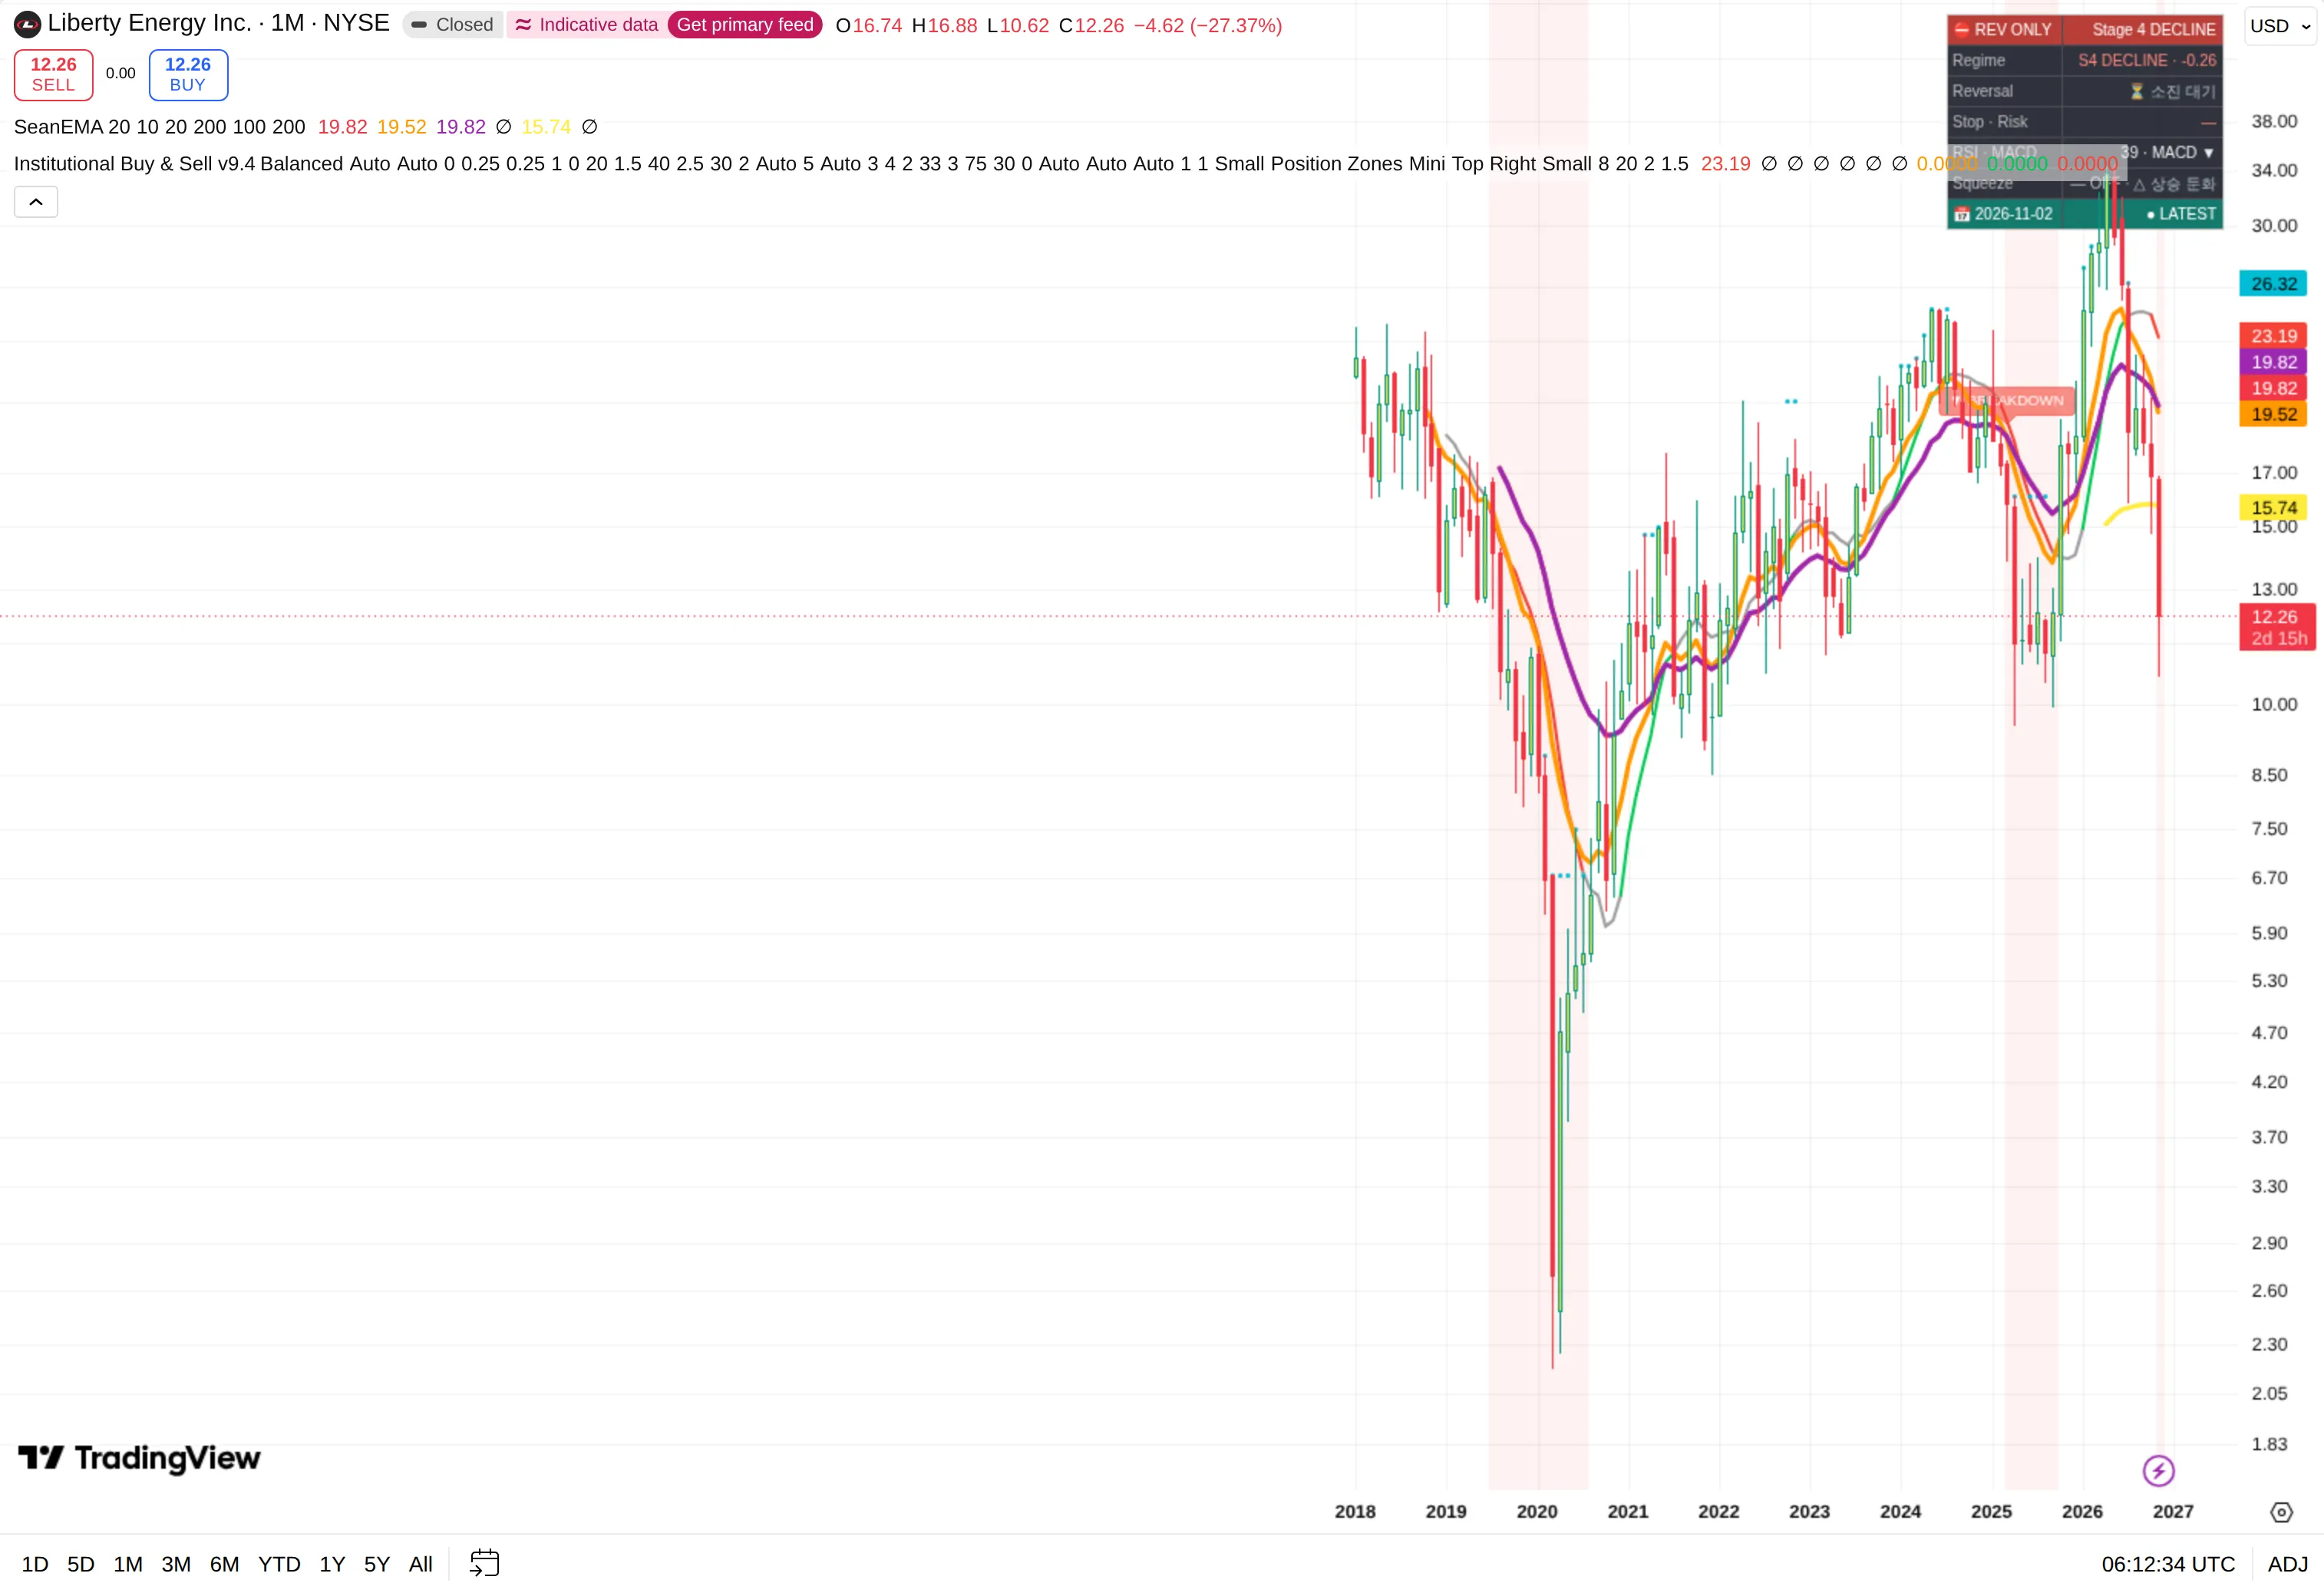 Liberty Energy Inc. · 1M · NYSE Closed Indicative data Get primary feed O16.74 H16.88 L10.62 C12.26 −4.62 (−27.37%)
12.26 SELL 0.00 12.26 BUY
SeanEMA 20 10 20 200 100 200 19.82 19.52 19.82 ∅ 15.74 ∅
Institutional Buy & Sell v9.4 Balanced Auto Auto 0 0.25 0.25 1 0 20 1.5 40 2.5 30 2 Auto 5 Auto 3 4 2 33 3 75 30 0 Auto Auto Auto 1 1 Small Position Zones Mini Top Right Small 8 20 2 1.5 23.19 ∅ ∅ ∅ ∅ ∅ ∅ 0.0000 0.0000 0.0000
REV ONLY Stage 4 DECLINE
Regime S4 DECLINE · -0.26
Reversal ⏳ 소진 대기
Stop · Risk —
RSI · MACD 39 · MACD ▼
Squeeze — OFF · △ 상승 둔화
2026-11-02 ● LATEST
USD
38.00
34.00
30.00
26.32
23.19
19.82
19.82
19.52
17.00
15.74
15.00
13.00
12.26
2d 15h
10.00
8.50
7.50
6.70
5.90
5.30
4.70
4.20
3.70
3.30
2.90
2.60
2.30
2.05
1.83
TradingView
2018 2019 2020 2021 2022 2023 2024 2025 2026 2027
1D 5D 1M 3M 6M YTD 1Y 5Y All
06:12:34 UTC ADJ